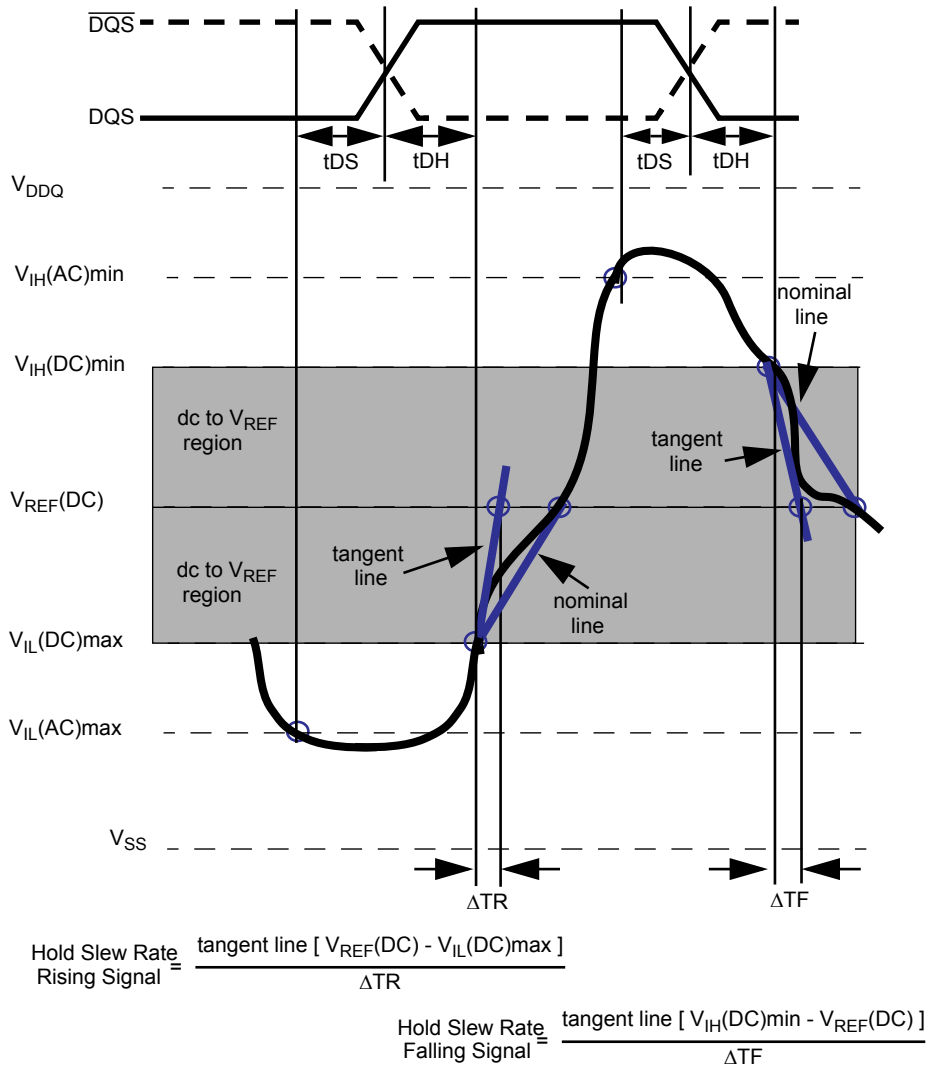 DQS
DQS
tDS
tDH
tDS
tDH
VDDQ
VIH(AC)min
nominal
line
VIH(DC)min
dc to VREF
region
tangent
line
VREF(DC)
tangent
line
dc to VREF
region
nominal
line
VIL(DC)max
VIL(AC)max
VSS
ΔTR
ΔTF
Hold Slew Rate
Rising Signal
=
tangent line [ VREF(DC) - VIL(DC)max ]
ΔTR
Hold Slew Rate
Falling Signal
=
tangent line [ VIH(DC)min - VREF(DC) ]
ΔTF